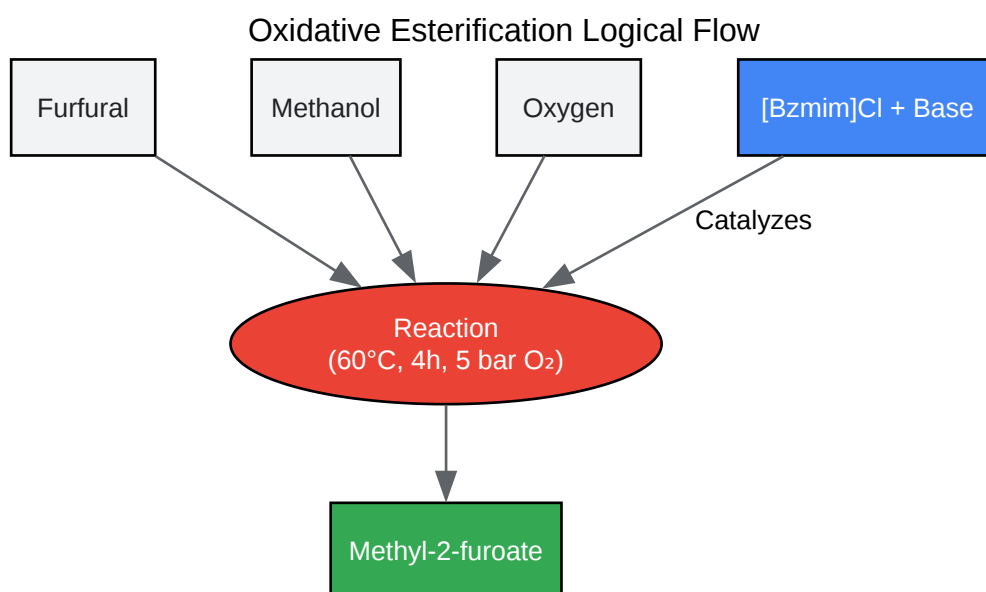 Oxidative Esterification Logical Flow
Furfural
Methanol
Oxygen
[Bzmim]Cl + Base
Catalyzes
Reaction
(60°C, 4h, 5 bar O₂)
Methyl-2-furoate